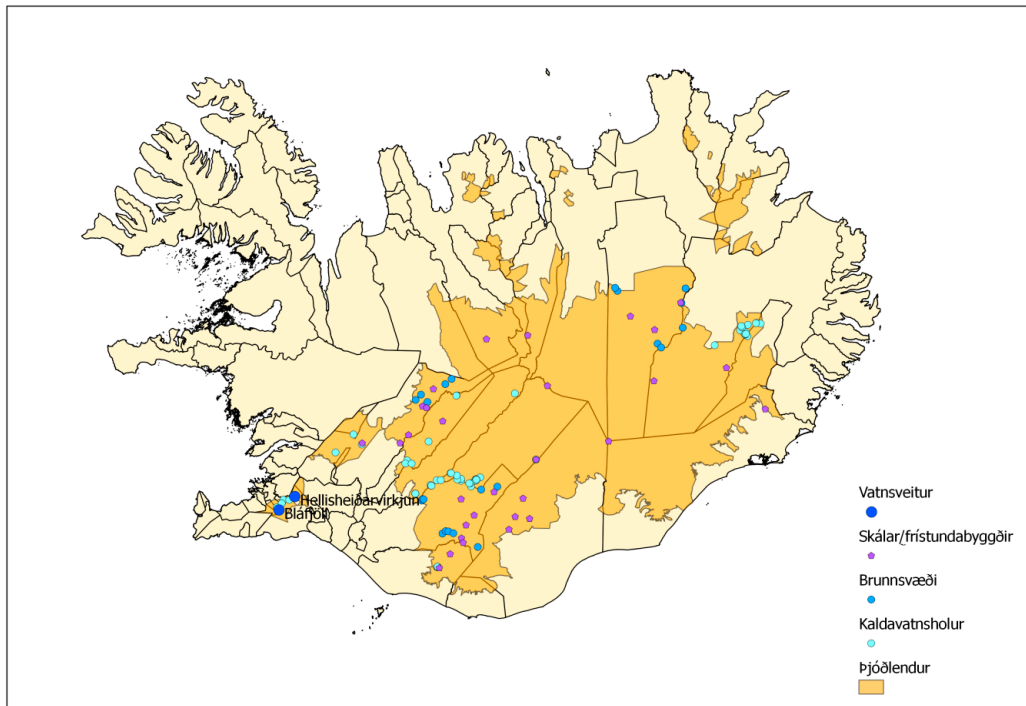 Hellisheiðarvirkjun
Bláfjöll
Vatnsveitur
Skálar/frístundabyggðir
Brunnsvæði
Kaldavatnsholur
Þjóðlendur